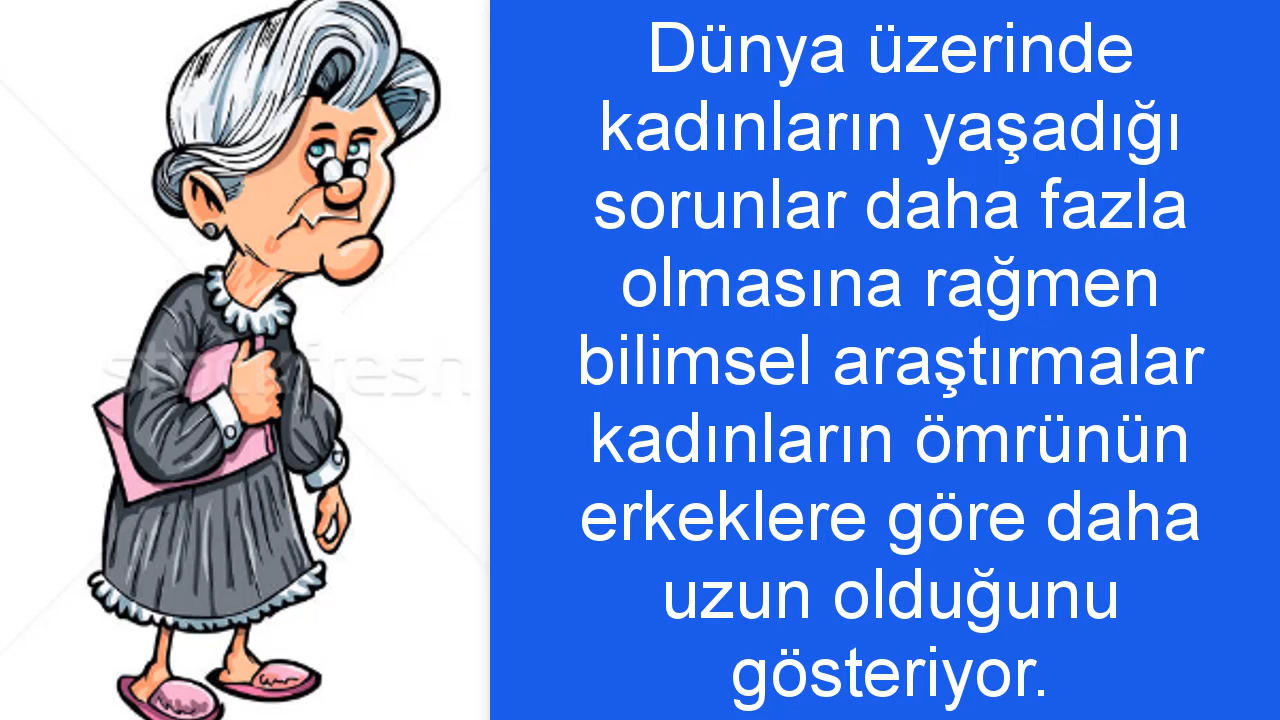 Dünya üzerinde
kadınların yaşadığı
sorunlar daha fazla
olmasına rağmen
bilimsel araştırmalar
kadınların ömrünün
erkeklere göre daha
uzun olduğunu
gösteriyor.